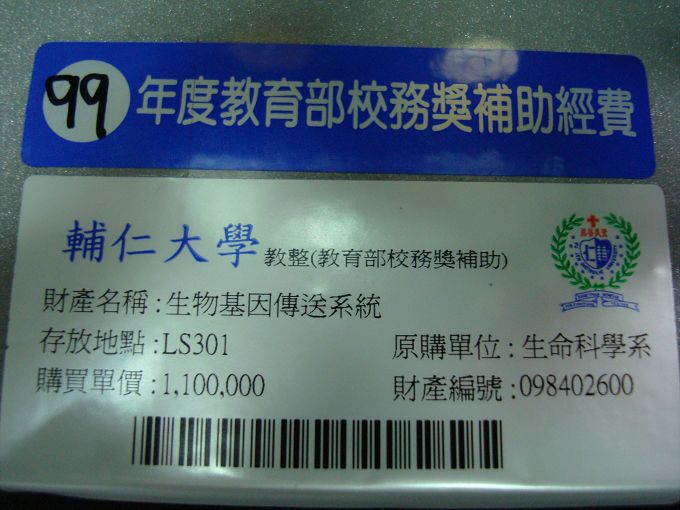 99年度教育部校務獎補助經費
輔仁大學 教整(教育部校務獎補助)
財產名稱:生物基因傳送系統
存放地點:LS301 原購單位:生命科學系
購買單價:1,100,000 財產編號:098402600